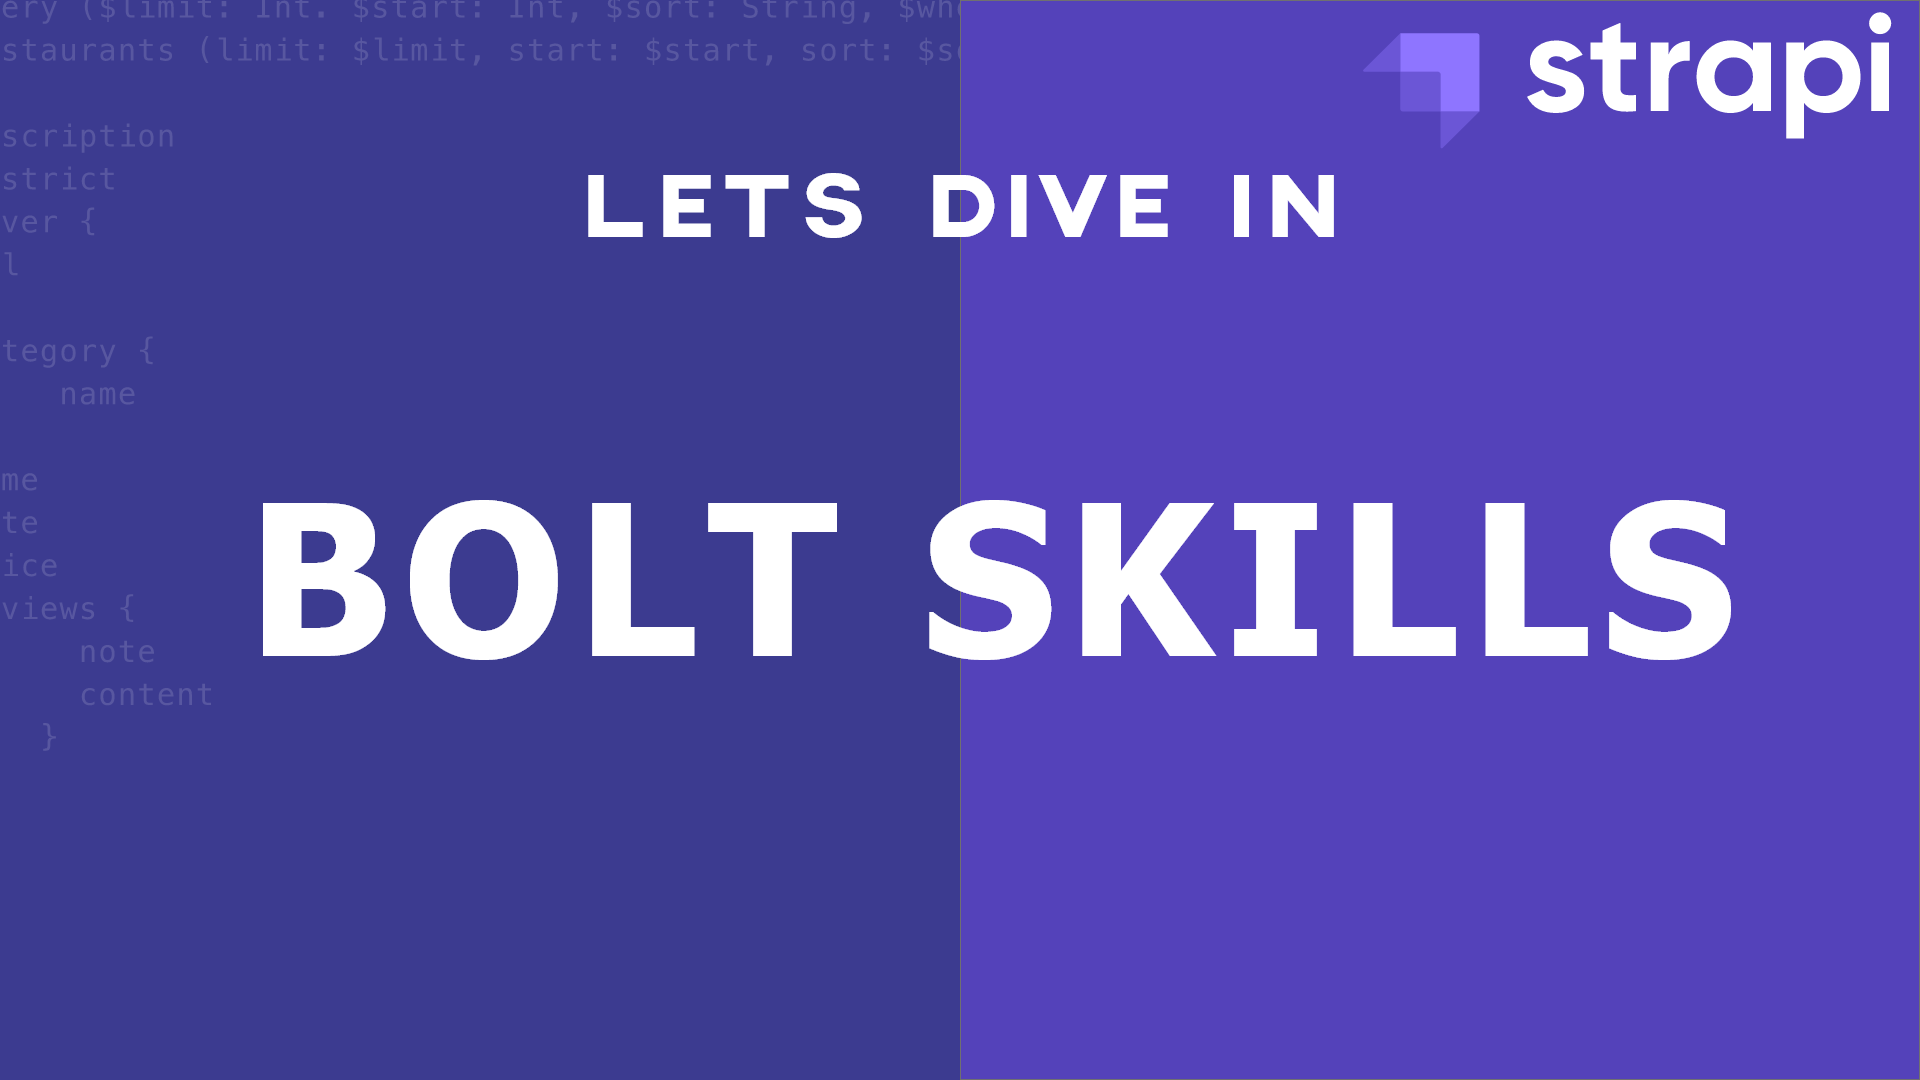 ery ($limit: Int. $start: Int, $sort: String, $wh
staurants (limit: $limit, start: $start, sort: $s
strapi
scription
strict
LETS DIVE IN
ver {
l
tegory {
name
me
te
BOLT SKILLS
ice
views {
note
content
}